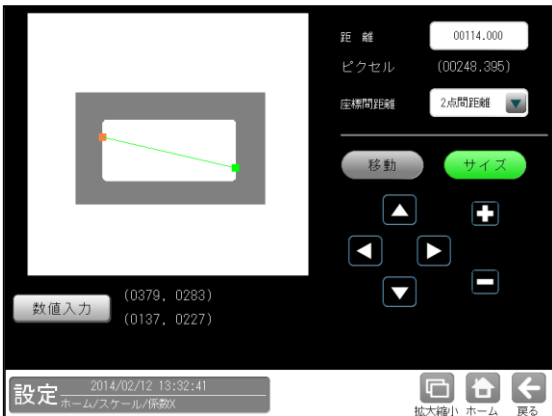 距 離
00114.000
ピクセル
(00248.395)
座標間距離
2点間距離
移動
サイズ
数値入力
(0379, 0283)
(0137, 0227)
設定
2014/02/12 13:32:41
ホーム/スケール/係数X
拡大縮小
ホーム
戻る